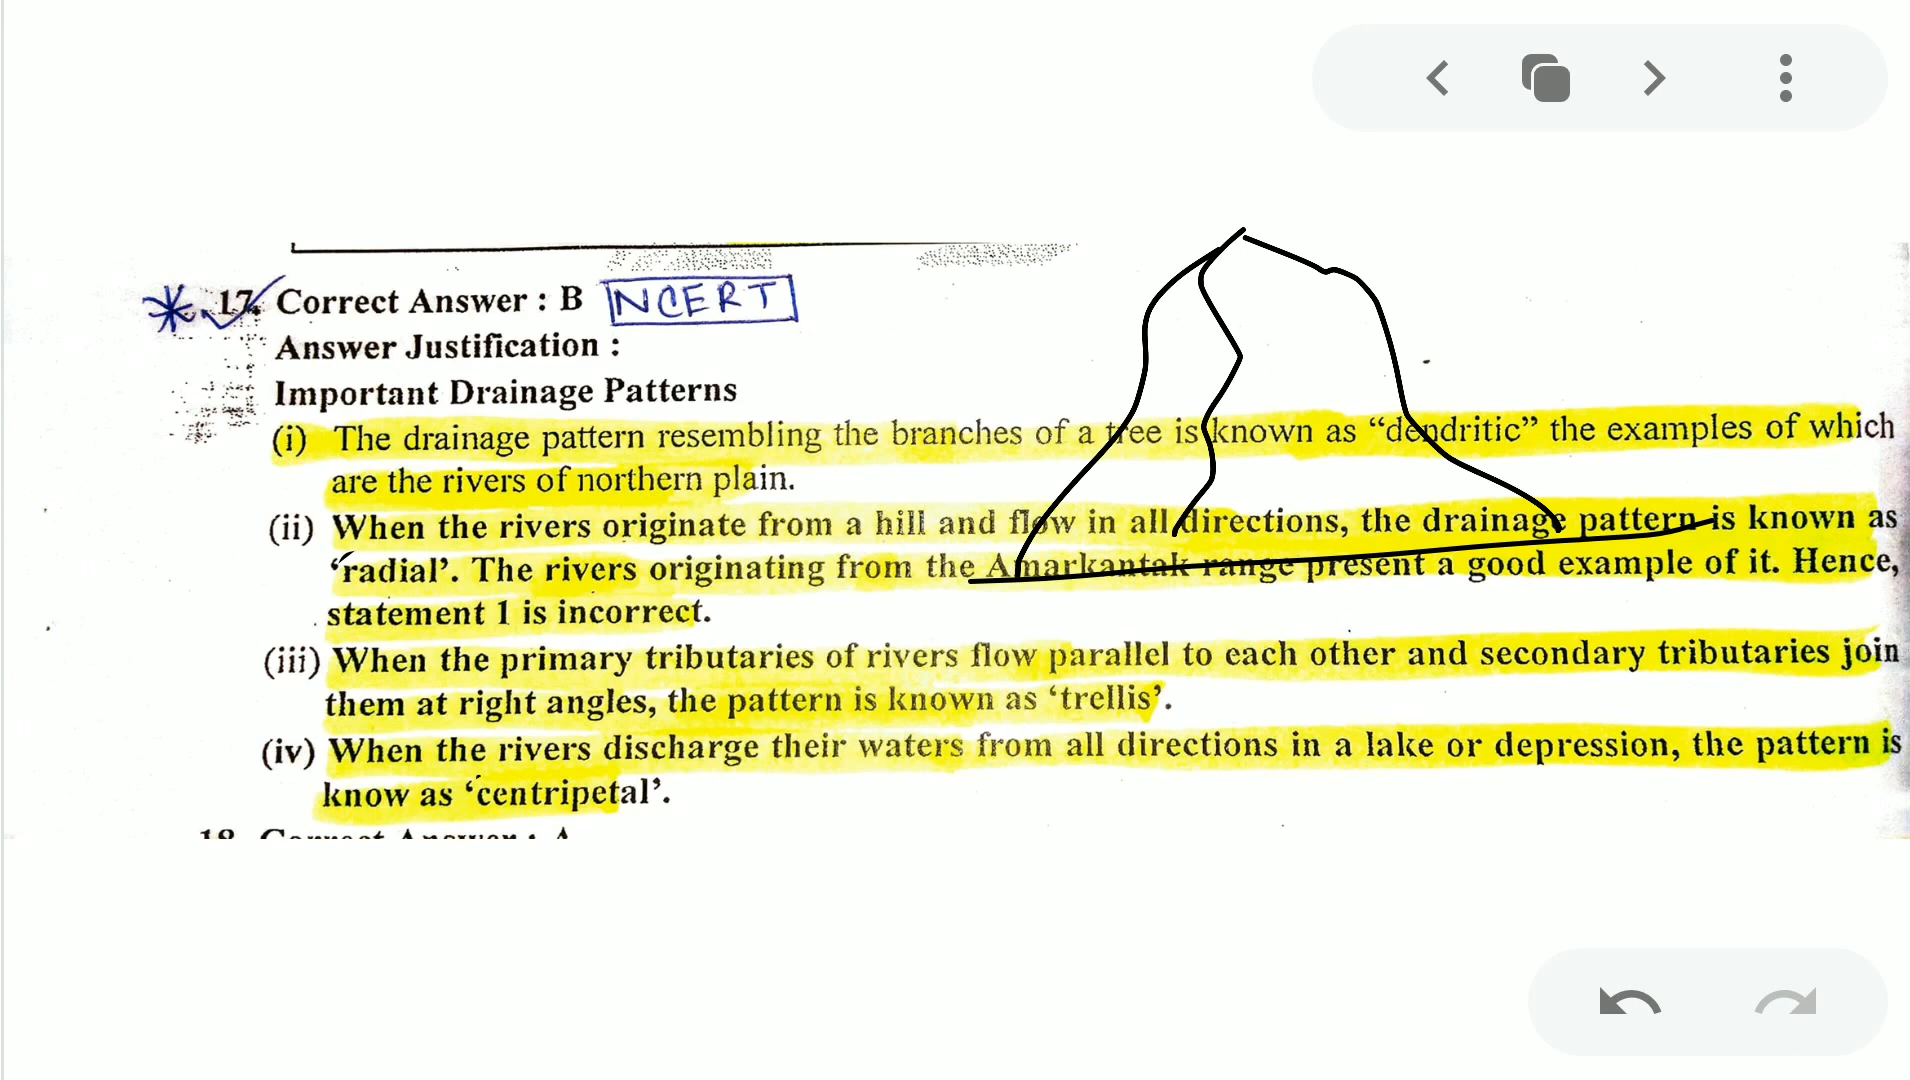 17. Correct Answer : B NCERT
Answer Justification :
Important Drainage Patterns
(i) The drainage pattern resembling the branches of a tree is known as “dendritic” the examples of which
are the rivers of northern plain.
(ii) When the rivers originate from a hill and flow in all directions, the drainage pattern is known as
‘radial’. The rivers originating from the Amarkantak range present a good example of it. Hence,
statement 1 is incorrect.
(iii) When the primary tributaries of rivers flow parallel to each other and secondary tributaries join
them at right angles, the pattern is known as ‘trellis’.
(iv) When the rivers discharge their waters from all directions in a lake or depression, the pattern is
know as ‘centripetal’.
18. Correct Answer : A